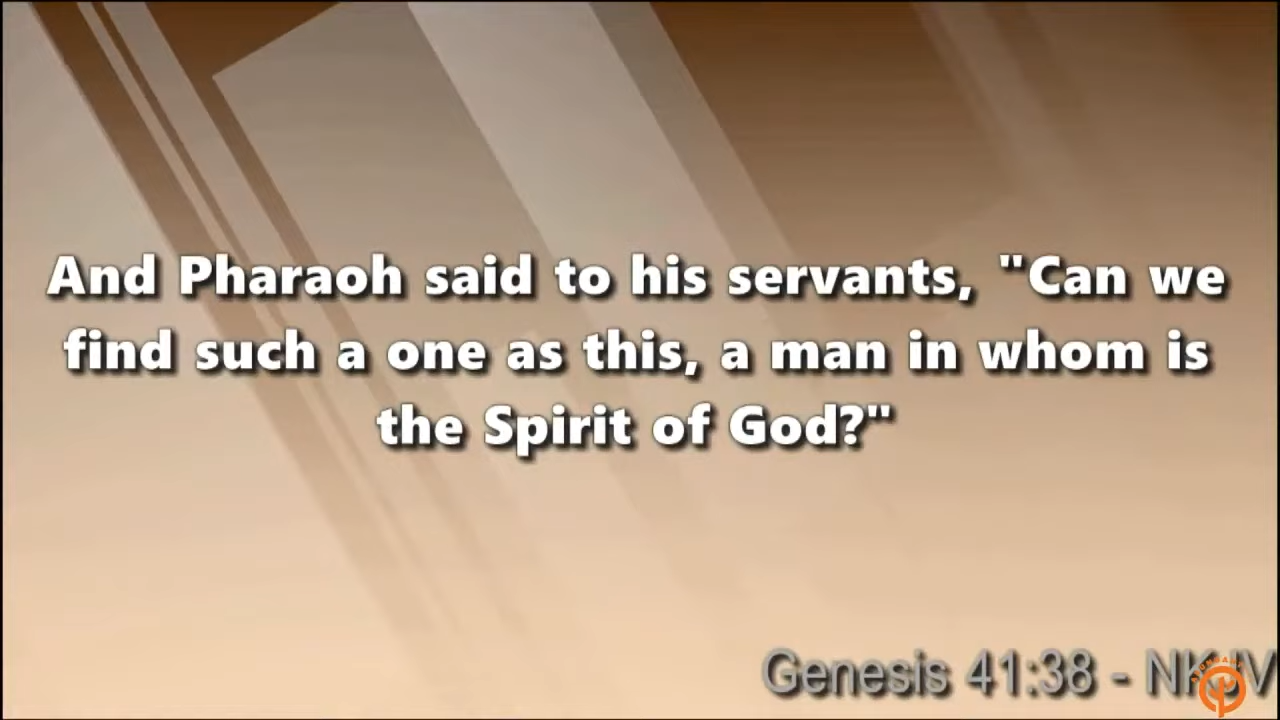 And Pharaoh said to his servants, "Can we
find such a one as this, a man in whom is
the Spirit of God?"
Genesis 41:38 - NKJV